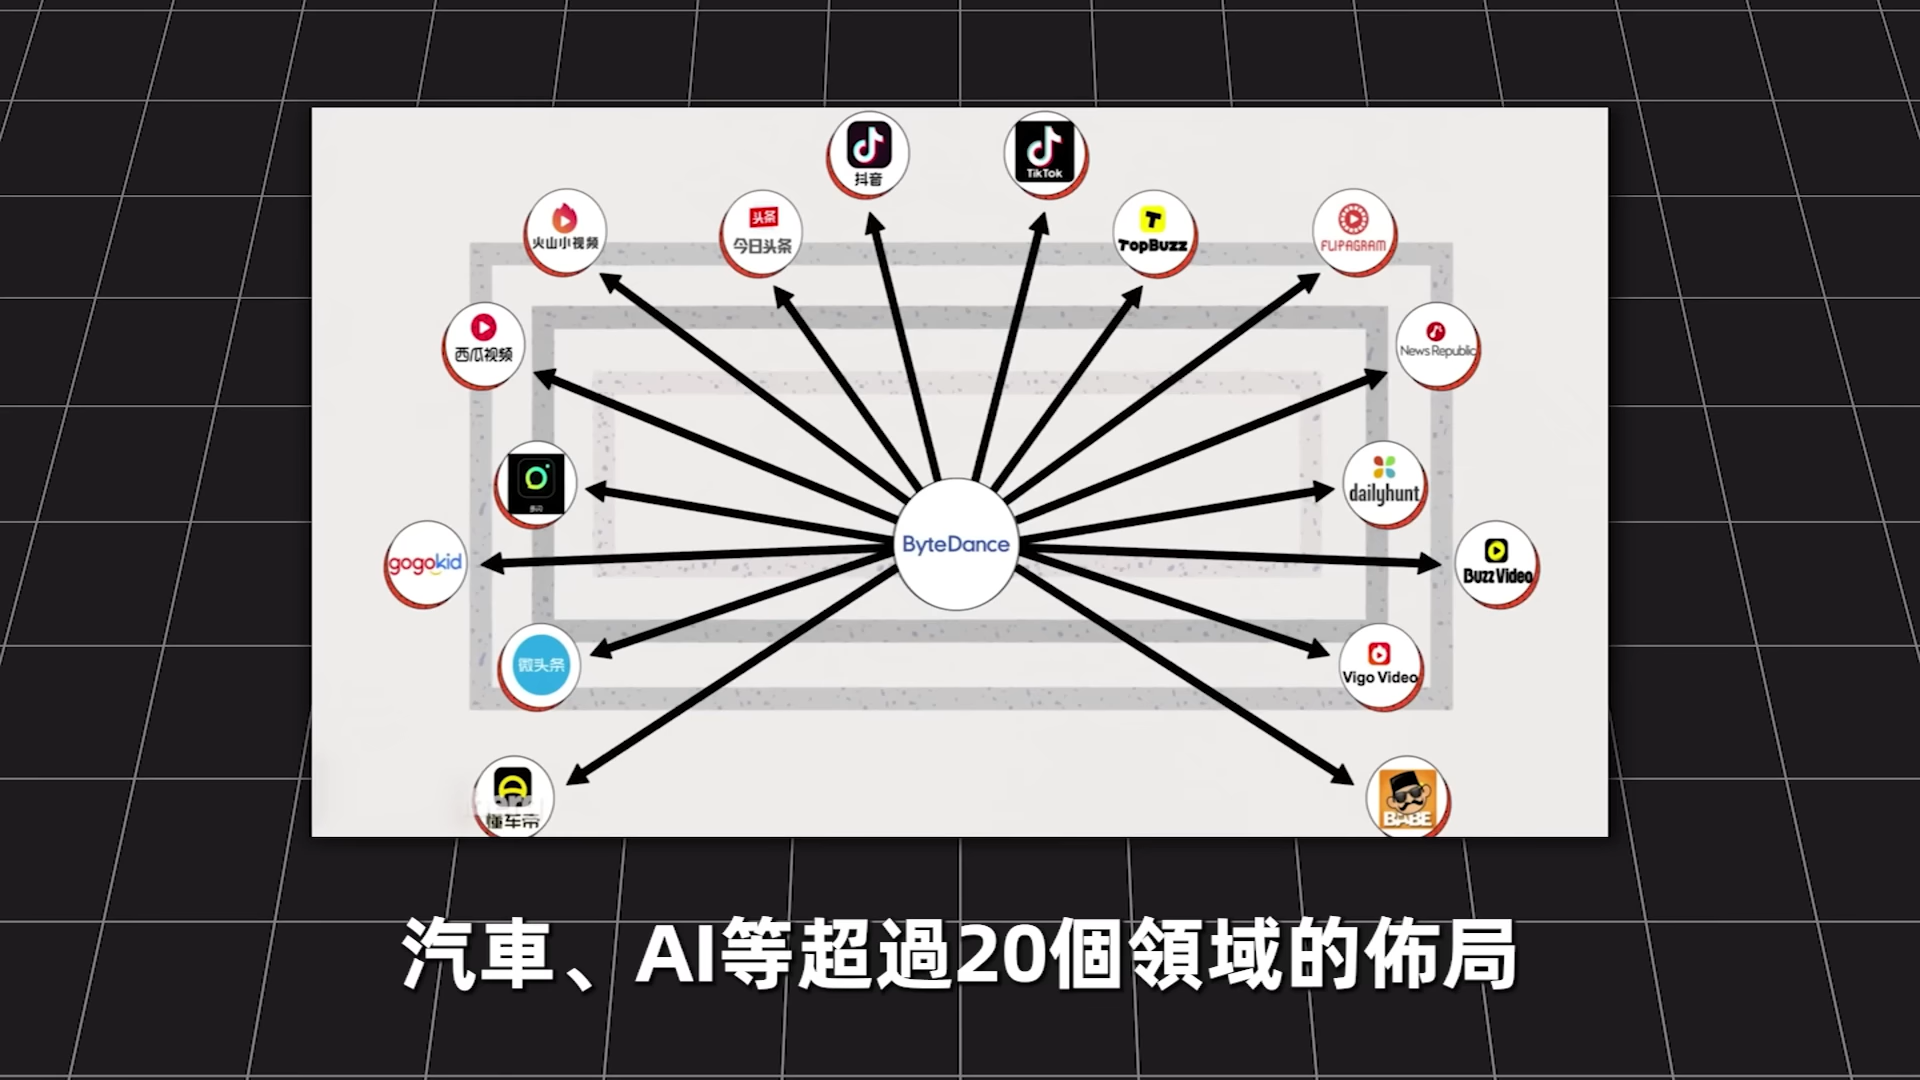 抖音
TikTok
火山小视频
头条
今日头条
TopBuzz
FLIPAGRAM
西瓜视频
News Republic
多闪
dailyhunt
ByteDance
gogokid
Buzz Video
微头条
Vigo Video
懂车帝
BABE
汽車、AI等超過20個領域的佈局